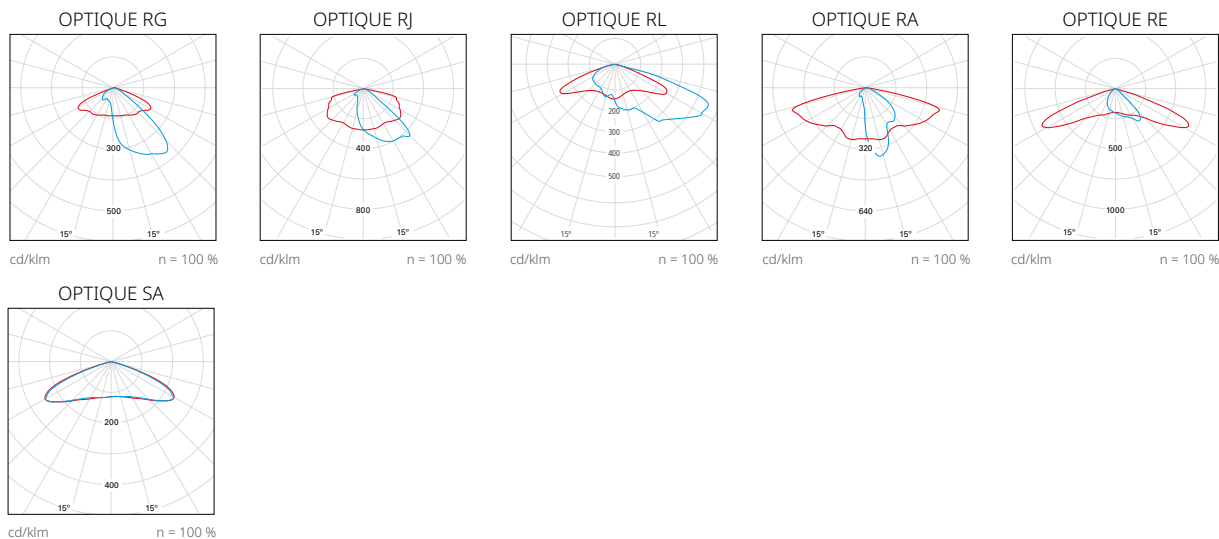 OPTIQUE RG
300
500
15° 15°
cd/klm n = 100 %
OPTIQUE RJ
400
800
15° 15°
cd/klm n = 100 %
OPTIQUE RL
200
300
400
500
15° 15°
cd/klm n = 100 %
OPTIQUE RA
320
640
15° 15°
cd/klm n = 100 %
OPTIQUE RE
500
1000
15° 15°
cd/klm n = 100 %
OPTIQUE SA
200
400
15° 15°
cd/klm n = 100 %